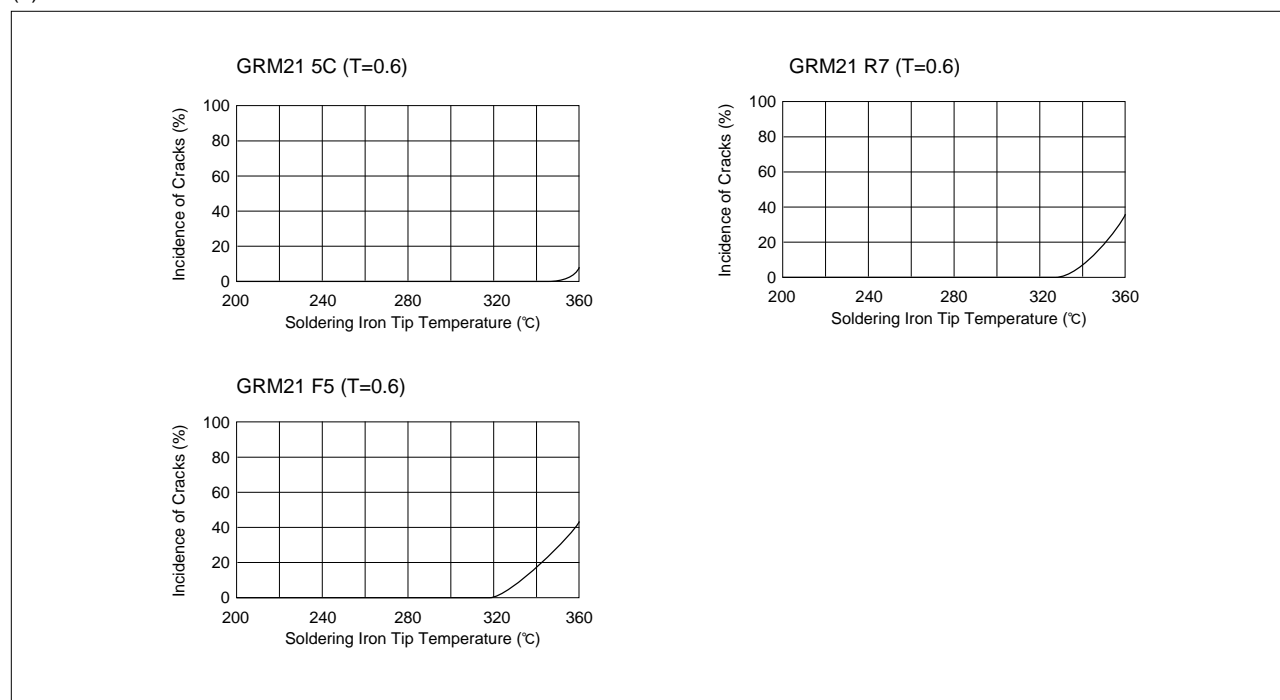 GRM21 5C (T=0.6)
Incidence of Cracks (%)
100
80
60
40
20
0
200 240 280 320 360
Soldering Iron Tip Temperature (℃)
GRM21 R7 (T=0.6)
Incidence of Cracks (%)
100
80
60
40
20
0
200 240 280 320 360
Soldering Iron Tip Temperature (℃)
GRM21 F5 (T=0.6)
Incidence of Cracks (%)
100
80
60
40
20
0
200 240 280 320 360
Soldering Iron Tip Temperature (℃)